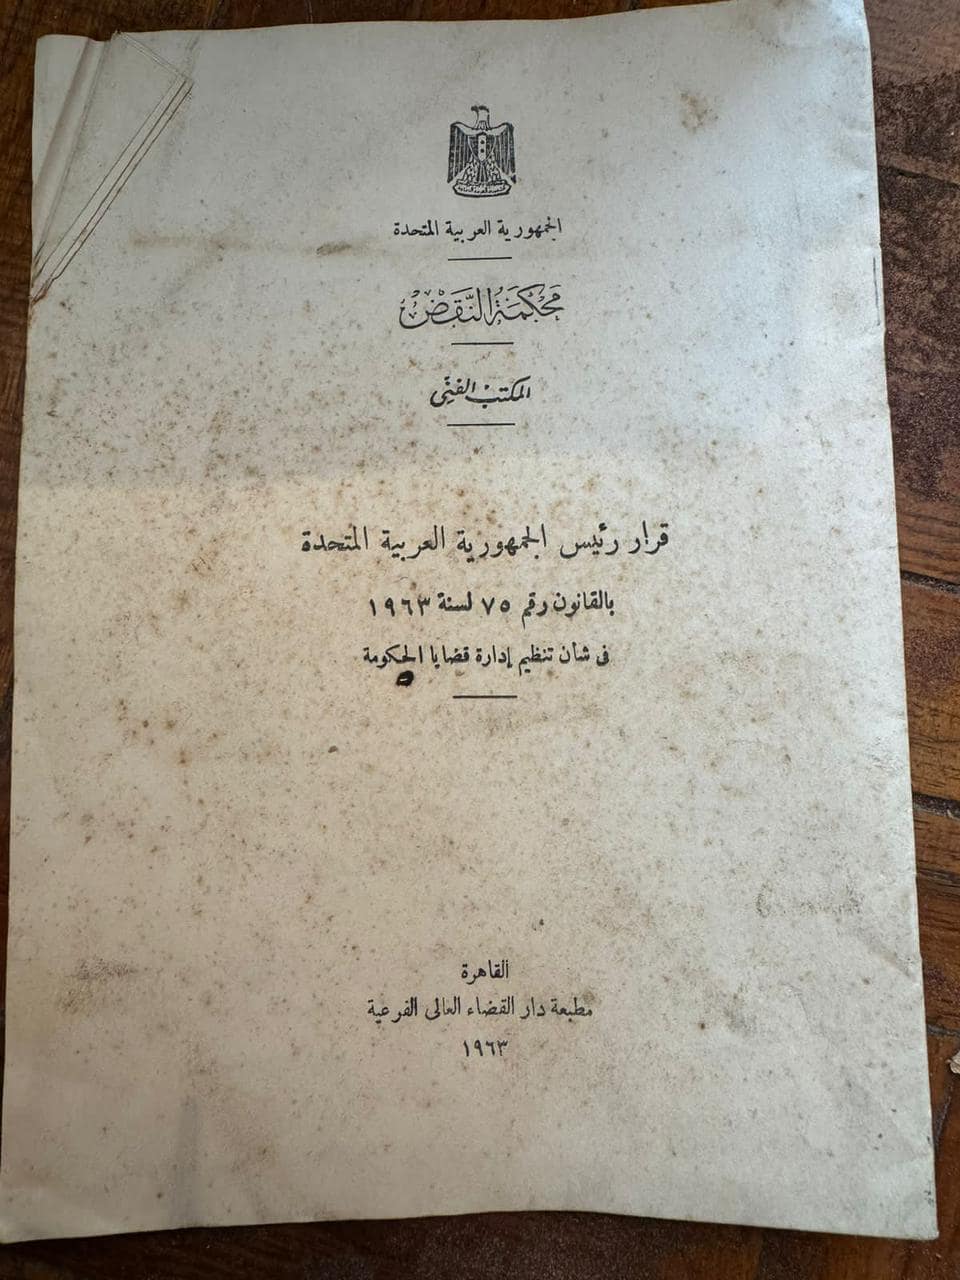 الجمهورية العربية المتحدة
محكمة النقض
المكتب الفني
قرار رئيس الجمهورية العربية المتحدة
بالقانون رقم ٧٥ لسنة ١٩٦٣
فى شأن تنظيم إدارة قضايا الحكومة
القاهرة
مطبعة دار القضاء العالى الفرعية
١٩٦٣